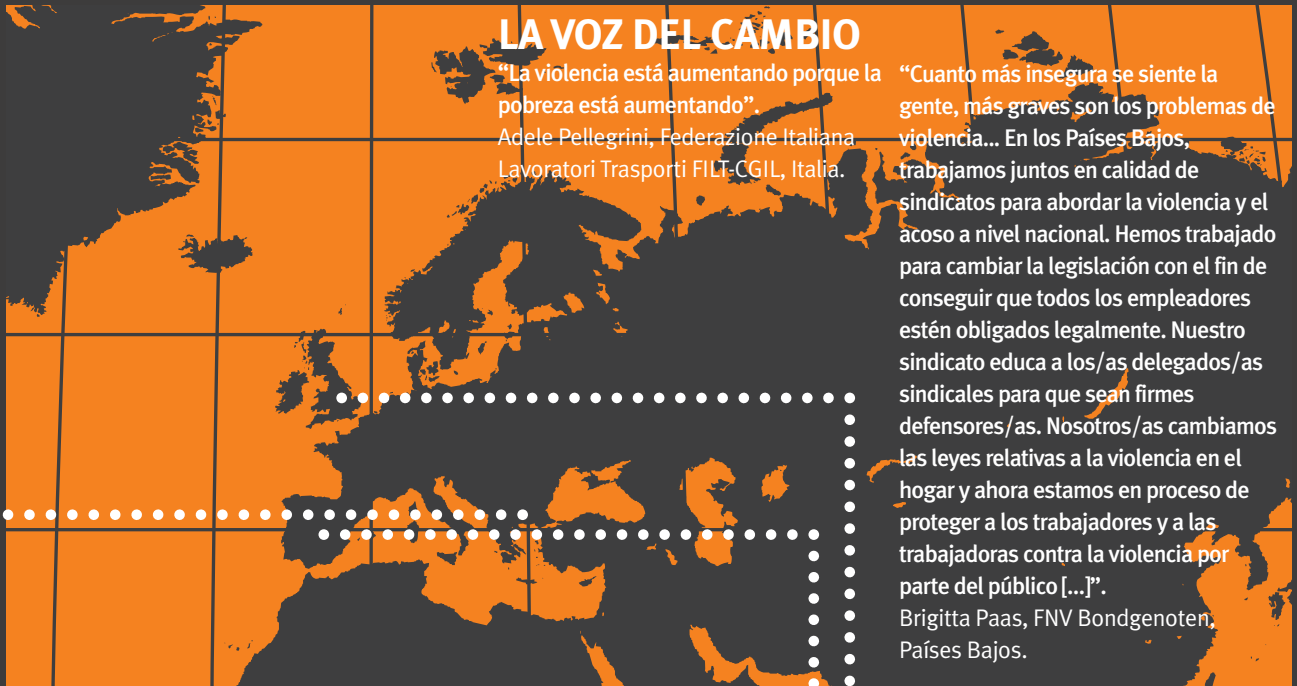 LA VOZ DEL CAMBIO
“La violencia está aumentando porque la
pobreza está aumentando”.
Adele Pellegrini, Federazione Italiana
Lavoratori Trasporti FILT-CGIL, Italia.
“Cuanto más insegura se siente la
gente, más graves son los problemas de
violencia... En los Países Bajos,
trabajamos juntos en calidad de
sindicatos para abordar la violencia y el
acoso a nivel nacional. Hemos trabajado
para cambiar la legislación con el fin de
conseguir que todos los empleadores
estén obligados legalmente. Nuestro
sindicato educa a los/as delegados/as
sindicales para que sean firmes
defensores/as. Nosotros/as cambiamos
las leyes relativas a la violencia en el
hogar y ahora estamos en proceso de
proteger a los trabajadores y a las
trabajadoras contra la violencia por
parte del público [...]”.
Brigitta Paas, FNV Bondgenoten,
Países Bajos.